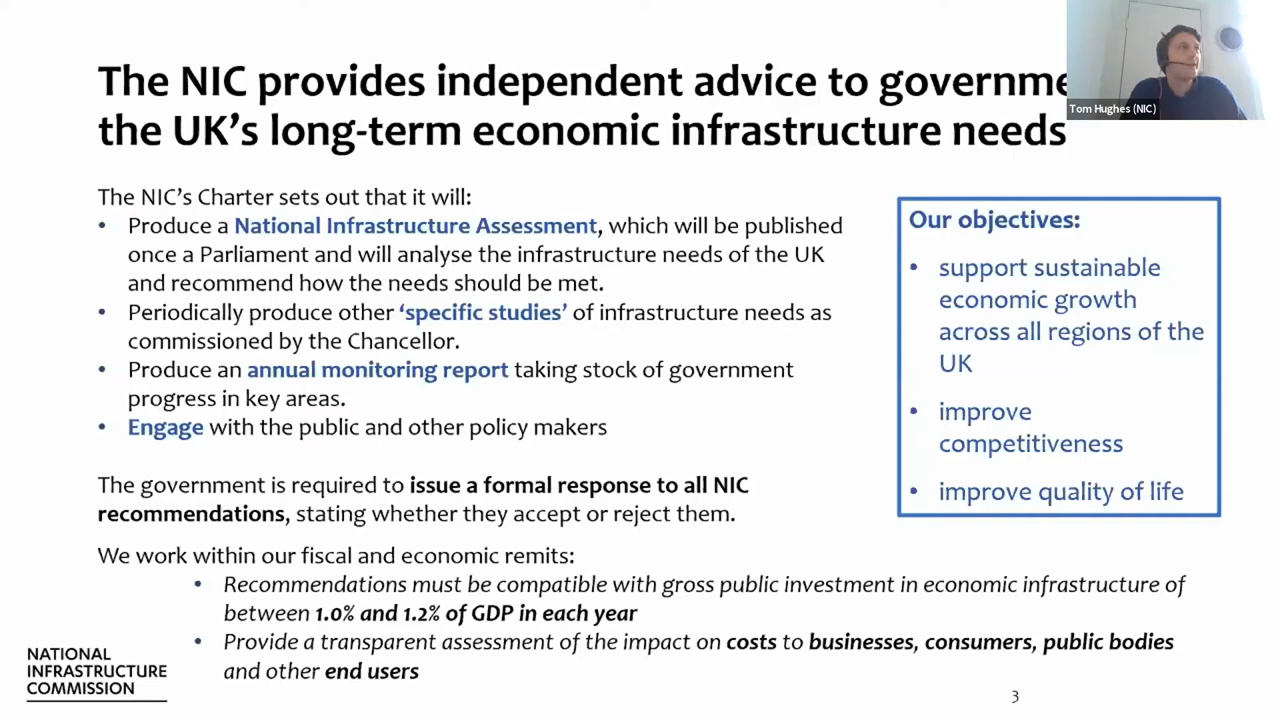 The NIC provides independent advice to governme
the UK’s long-term economic infrastructure needs
Tom Hughes (NIC)
The NIC’s Charter sets out that it will:
• Produce a National Infrastructure Assessment, which will be published
once a Parliament and will analyse the infrastructure needs of the UK
and recommend how the needs should be met.
• Periodically produce other ‘specific studies’ of infrastructure needs as
commissioned by the Chancellor.
• Produce an annual monitoring report taking stock of government
progress in key areas.
• Engage with the public and other policy makers
The government is required to issue a formal response to all NIC
recommendations, stating whether they accept or reject them.
Our objectives:
• support sustainable
economic growth
across all regions of the
UK
• improve
competitiveness
• improve quality of life
We work within our fiscal and economic remits:
• Recommendations must be compatible with gross public investment in economic infrastructure of
between 1.0% and 1.2% of GDP in each year
• Provide a transparent assessment of the impact on costs to businesses, consumers, public bodies
and other end users
NATIONAL
INFRASTRUCTURE
COMMISSION
3